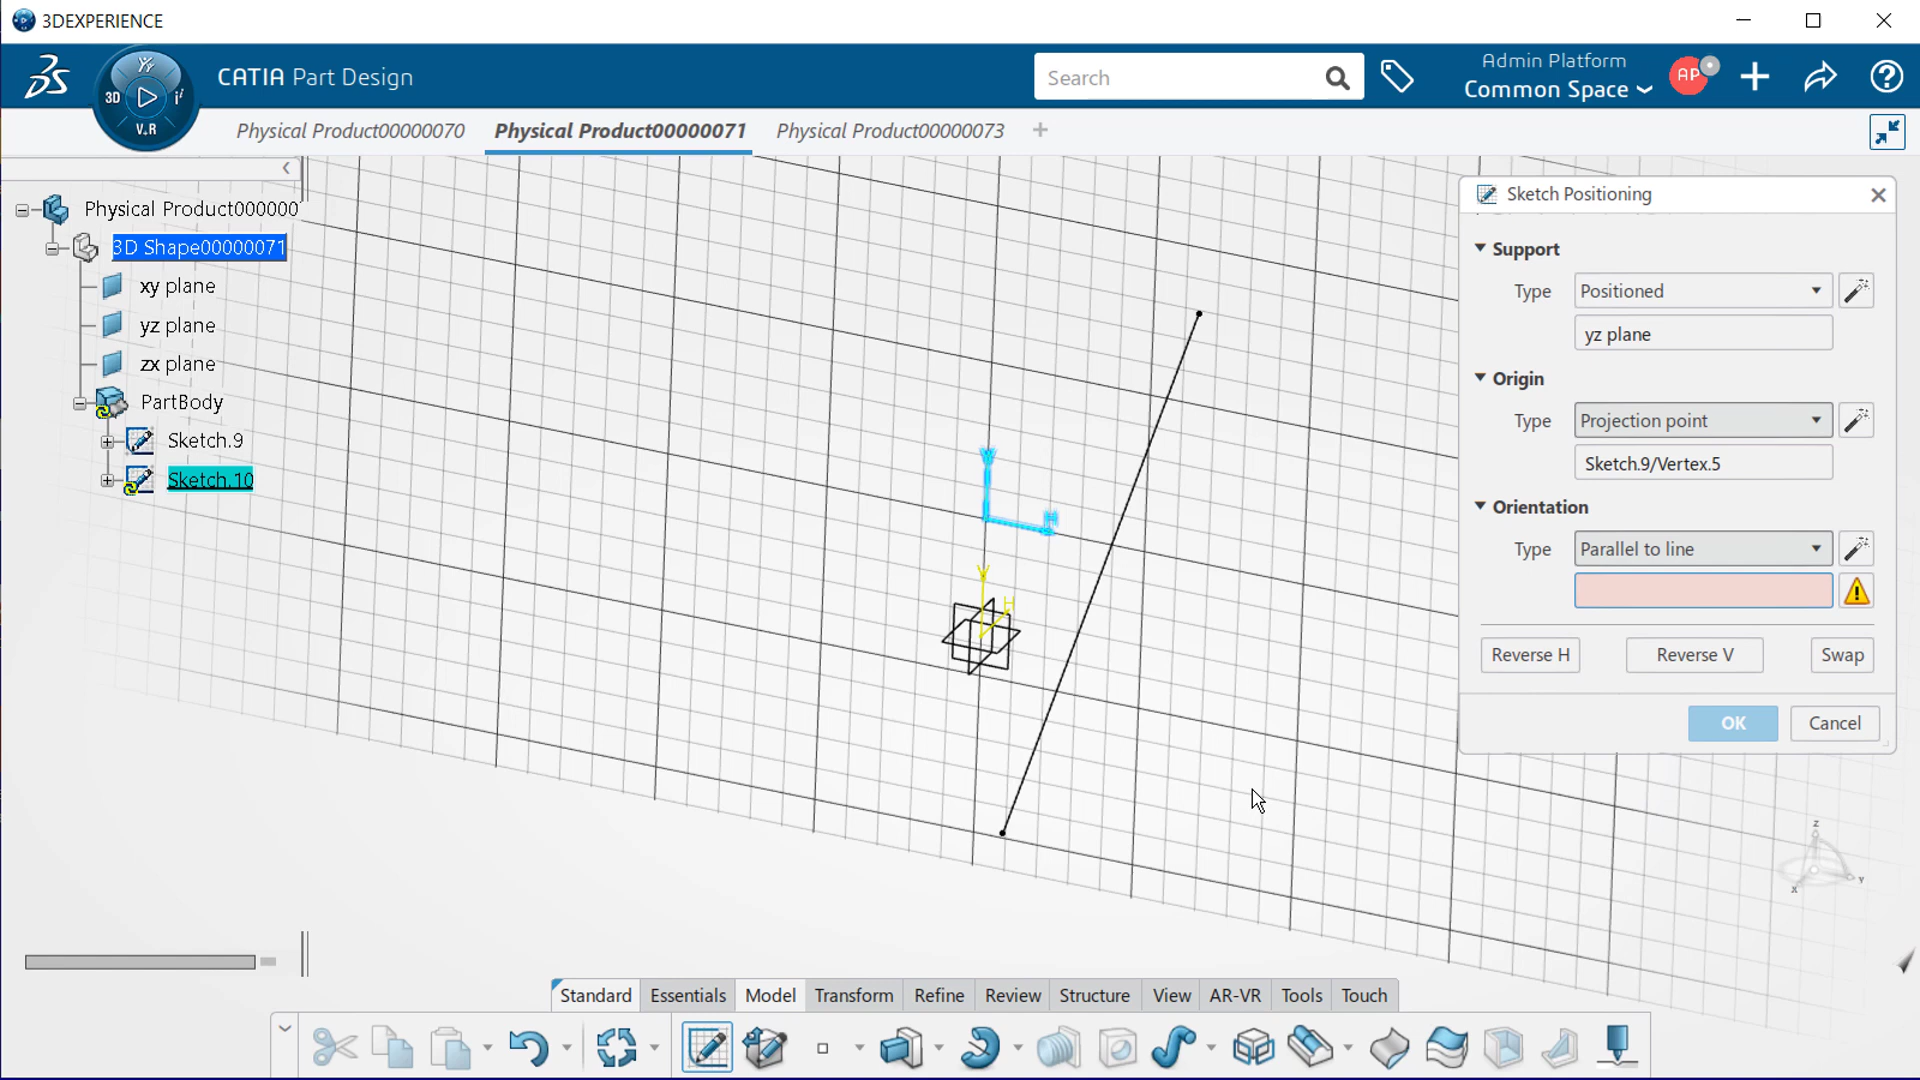 3DEXPERIENCE
3D
V.R
CATIA Part Design
Search
Admin Platform
Common Space
AP
Physical Product00000070
Physical Product00000071
Physical Product00000073
Physical Product000000
3D Shape00000071
xy plane
yz plane
zx plane
PartBody
Sketch.9
Sketch.10
V
H
V
H
Sketch Positioning
Support
Type Positioned
yz plane
Origin
Type Projection point
Sketch.9/Vertex.5
Orientation
Type Parallel to line
Reverse H Reverse V Swap
OK Cancel
z
x
y
Standard Essentials Model Transform Refine Review Structure View AR-VR Tools Touch